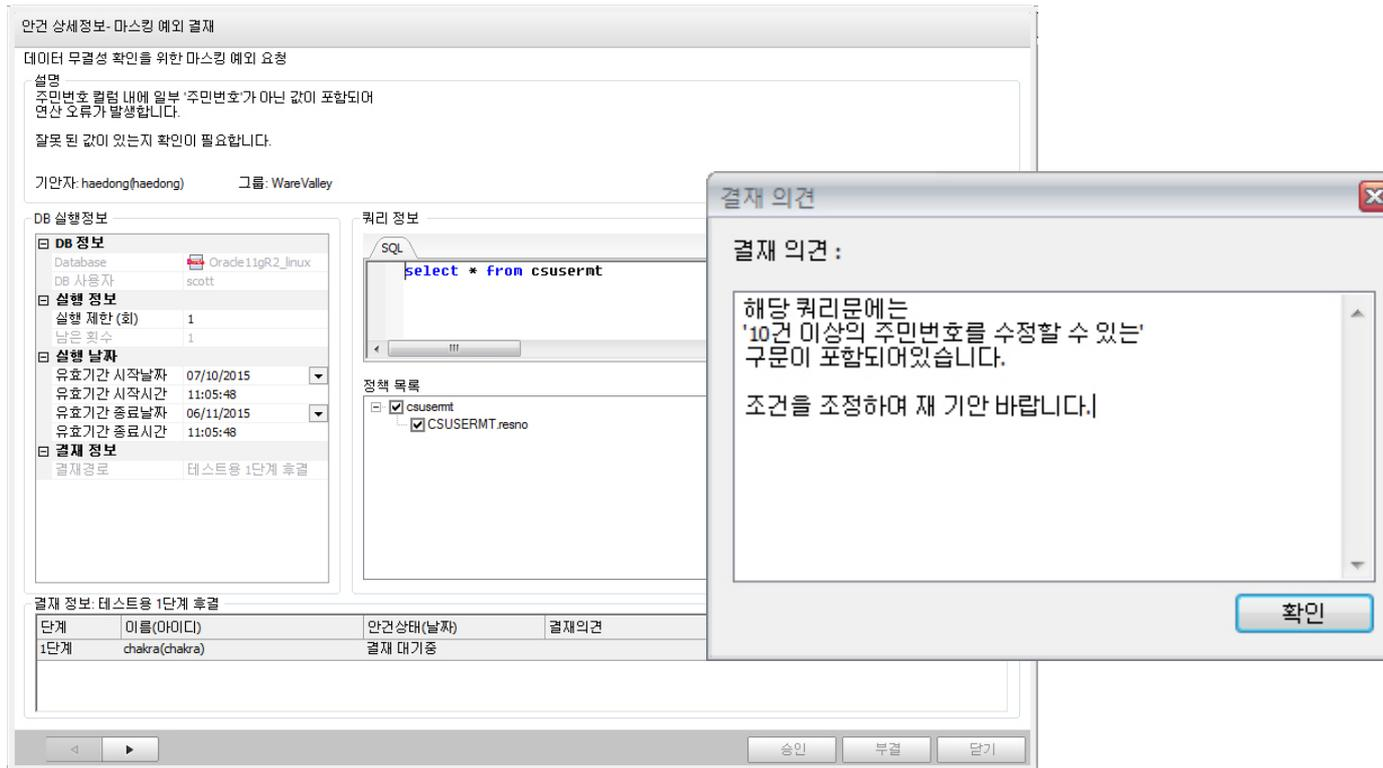 안건 상세정보- 마스킹 예외 결재
데이터 무결성 확인을 위한 마스킹 예외 요청
설명
주민번호 컬럼 내에 일부 '주민번호'가 아닌 값이 포함되어
연산 오류가 발생합니다.
잘못 된 값이 있는지 확인이 필요합니다.
기안자: haedong(haedong) 그룹: WareValley
DB 실행정보
DB 정보
Database Oracle11gR2_linux
DB 사용자 scott
실행 정보
실행 제한 (회) 1
남은 횟수 1
실행 날짜
유효기간 시작날짜 07/10/2015
유효기간 시작시간 11:05:48
유효기간 종료날짜 06/11/2015
유효기간 종료시간 11:05:48
결재 정보
결재경로 테스트용 1단계 후결
쿼리 정보
SQL
select * from csusermt
정책 목록
csusermt
CSUSERMT.resno
결재 의견
결재 의견 :
해당 쿼리문에는
'10건 이상의 주민번호를 수정할 수 있는'
구문이 포함되어있습니다.
조건을 조정하여 재 기안 바랍니다.
확인
결재 정보: 테스트용 1단계 후결
단계 이름(아이디) 안건상태(날짜) 결재의견
1단계 chakra(chakra) 결재 대기중
승인 부결 닫기